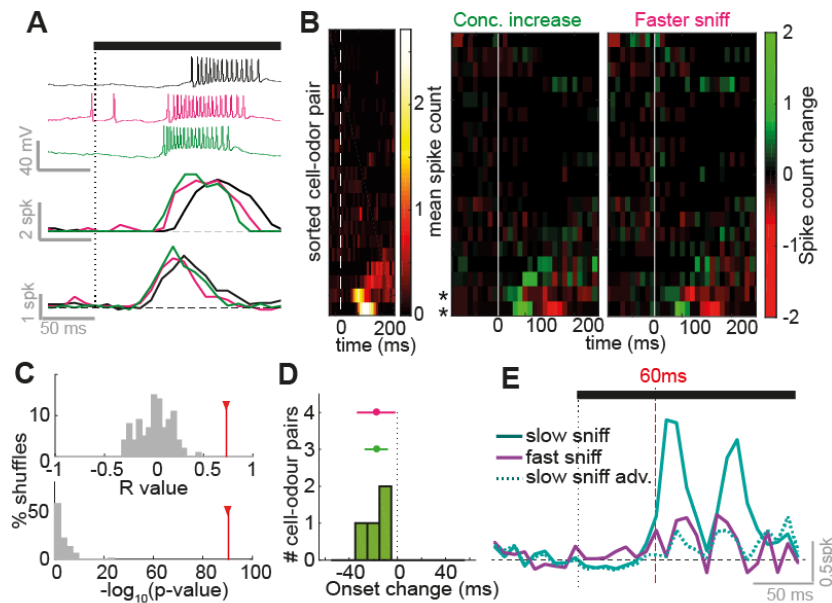 A
40 mV
2 spk
1 spk
50 ms
B
sorted cell-odor pair
0 200
time (ms)
2
1
0
mean spike count
Conc. increase
Faster sniff
*
*
0 100 200
time (ms)
0 100 200
time (ms)
2
1
0
-1
-2
Spike count change
C
10
0
-1 -0.5 0 0.5 1
R value
50
0
0 20 40 60 80 100
-log10(p-value)
% shuffles
D
5
4
3
2
1
0
# cell-odour pairs
-40 0 40
Onset change (ms)
E
60ms
slow sniff
fast sniff
slow sniff adv.
0.5spk
50 ms